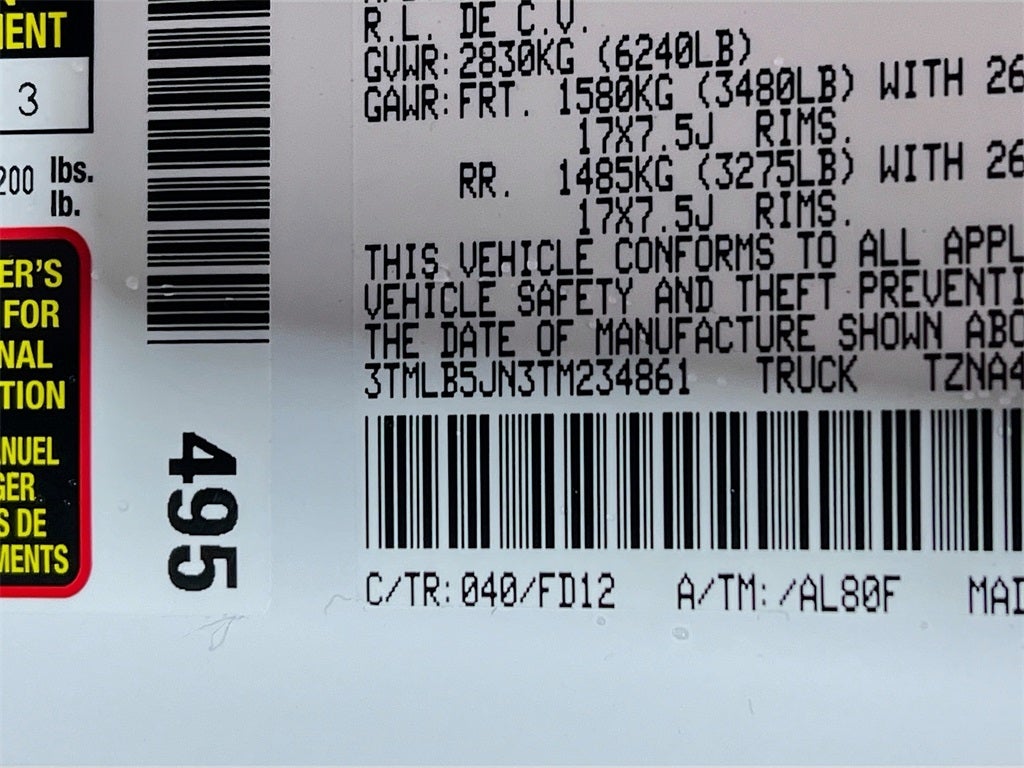 MENT
3
200 lbs.
lb.
ER'S
FOR
NAL
TION
ANUEL
GER
S DE
MENTS
495
R.L. DE C.V.
GVWR: 2830KG (6240LB)
GAWR: FRT. 1580KG (3480LB) WITH 26
17X7.5J RIMS.
RR. 1485KG (3275LB) WITH 26
17X7.5J RIMS.
THIS VEHICLE CONFORMS TO ALL APPL
VEHICLE SAFETY AND THEFT PREVENTI
THE DATE OF MANUFACTURE SHOWN ABO
3TMLB5JN3TM234861 TRUCK TZNA4
C/TR: 040/FD12 A/TM: /AL80F MAD